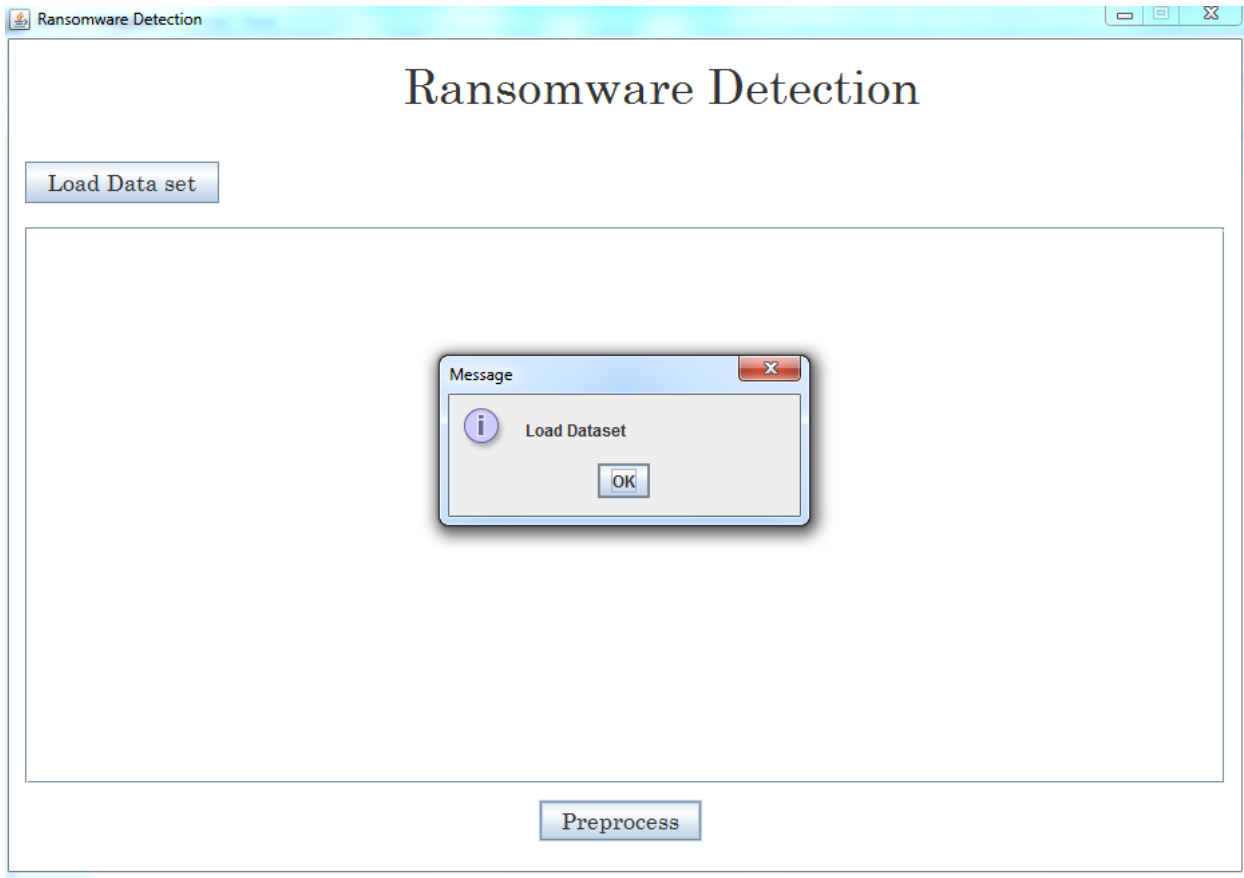 Ransomware Detection
Ransomware Detection
Load Data set
Message
i
Load Dataset
OK
Preprocess